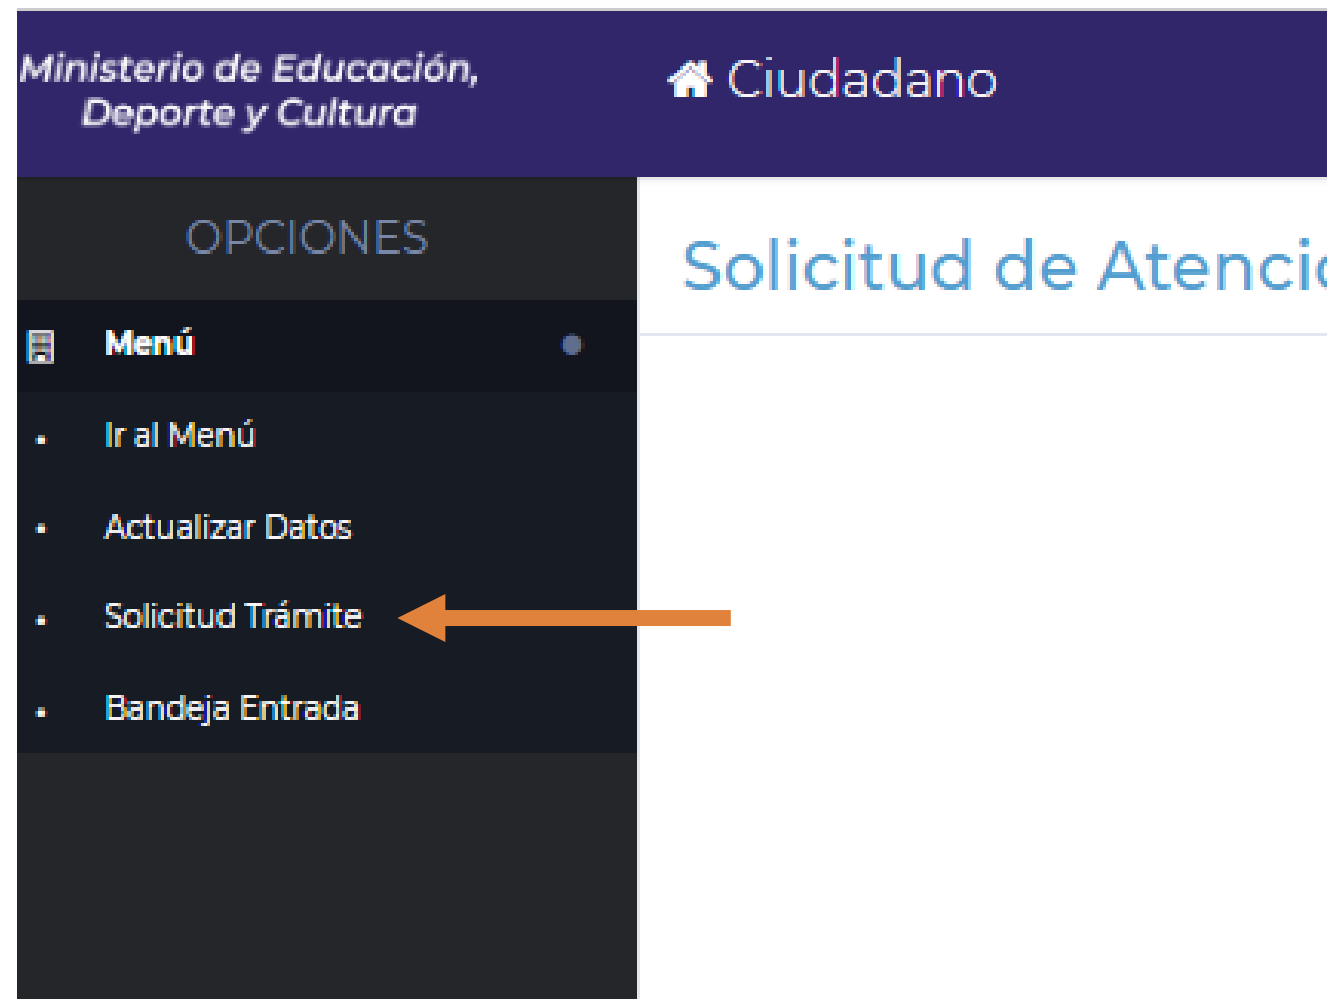 Ministerio de Educación,
Deporte y Cultura
Ciudadano
OPCIONES
Solicitud de Atenci
Menú
Ir al Menú
Actualizar Datos
Solicitud Trámite
Bandeja Entrada